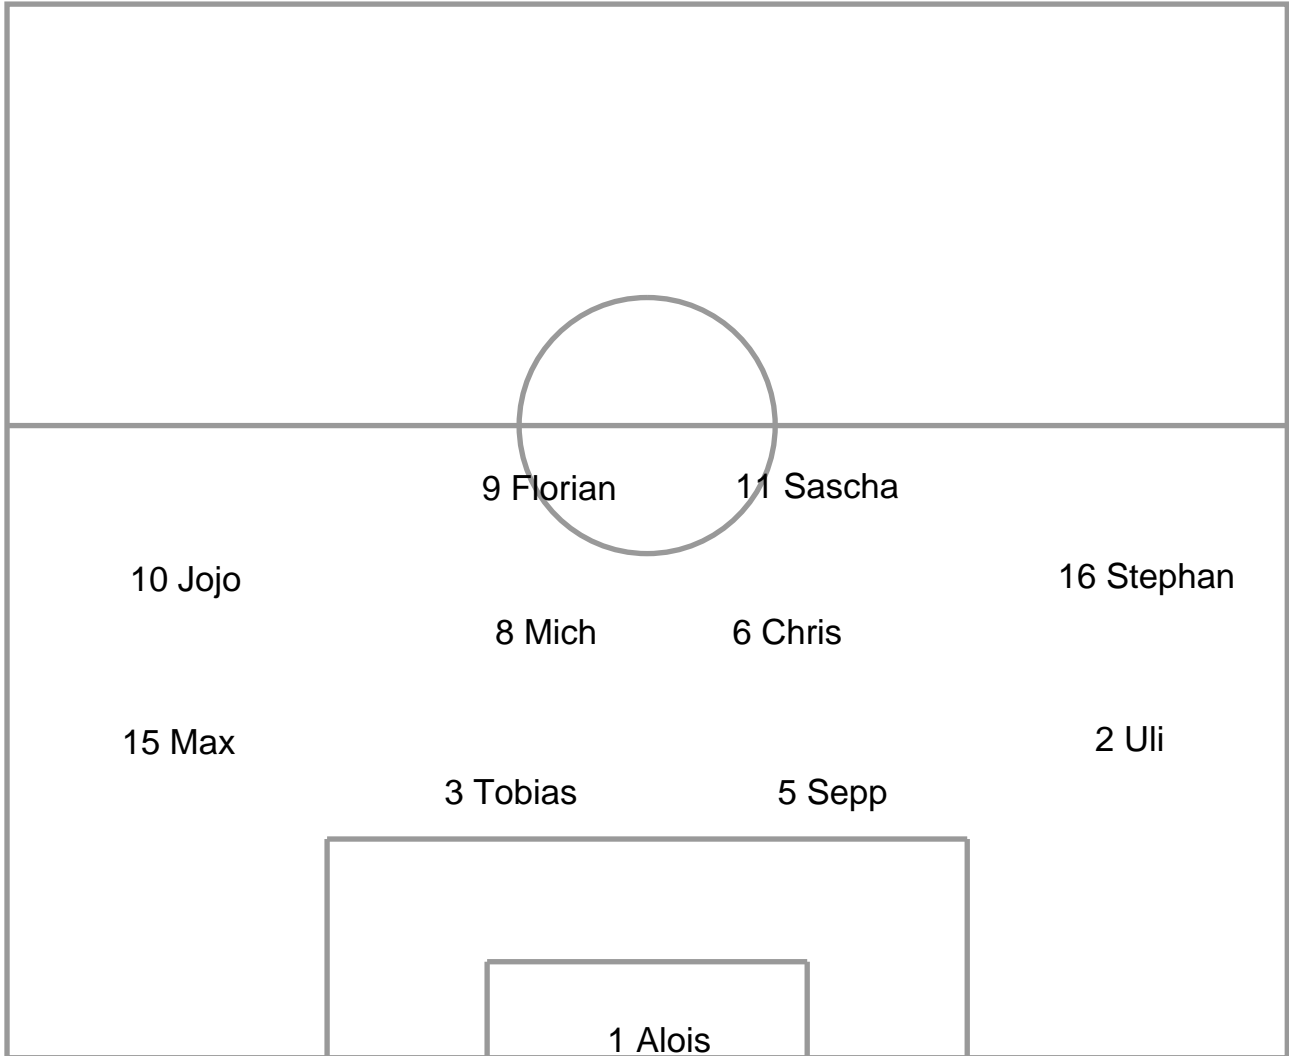 9 Florian
11 Sascha
10 Jojo
16 Stephan
8 Mich
6 Chris
15 Max
2 Uli
3 Tobias
5 Sepp
1 Alois